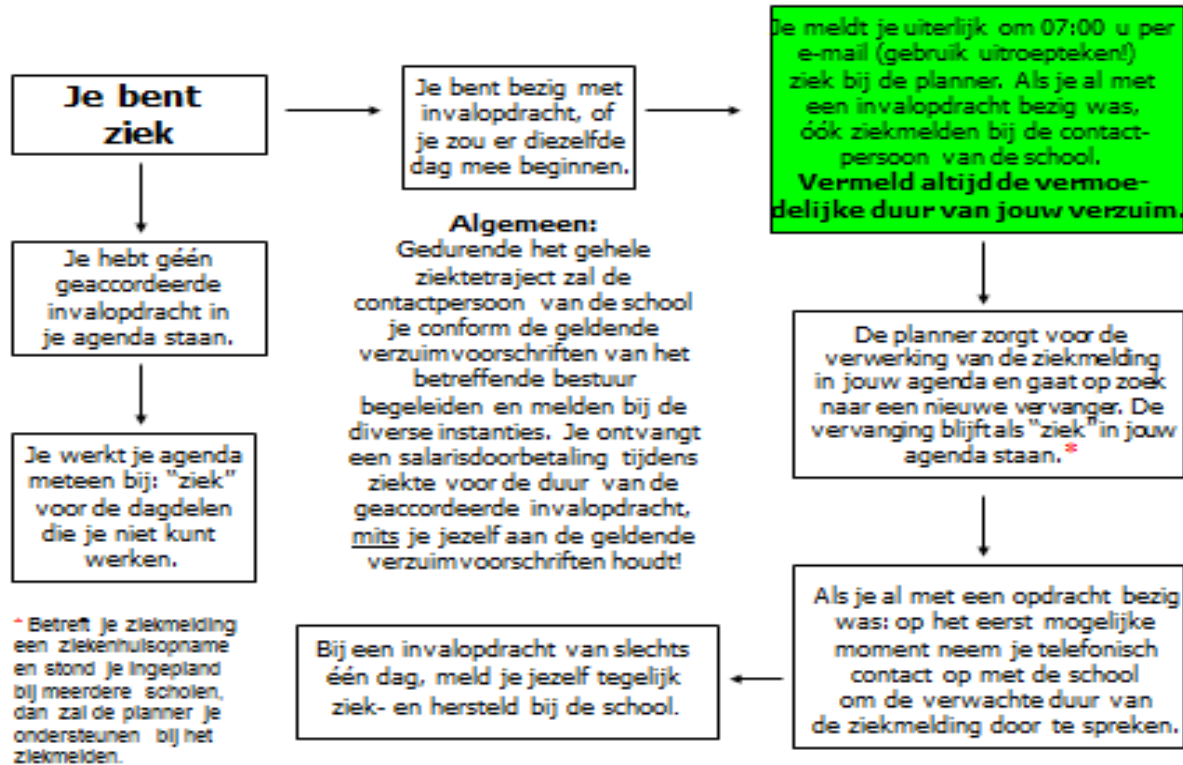 Je bent
ziek
Je bent bezig met
invalopdracht, of
je zou er diezelfde
dag mee beginnen.
Je meldt je uiterlijk om 07:00 u per
e-mail (gebruik uitroepteken!)
ziek bij de planner. Als je al met
een invalopdracht bezig was,
óók ziekmelden bij de contact-
persoon van de school.
Vermeld altijd de vermoe-
delijke duur van jouw verzuim.
Je hebt géén
geaccordeerde
invalopdracht in
je agenda staan.
Je werkt je agenda
meteen bij: "ziek"
voor de dagdelen
die je niet kunt
werken.
* Betreft je ziekmelding
een ziekenhuisopname
en stond je ingepland
bij meerdere scholen,
dan zal de planner je
ondersteunen bij het
ziekmelden.
Algemeen:
Gedurende het gehele
ziektetraject zal de
contactpersoon van de school
je conform de geldende
verzuimvoorschriften van het
betreffende bestuur
begeleiden en melden bij de
diverse instanties. Je ontvangt
een salarisdoorbetaling tijdens
ziekte voor de duur van de
geaccordeerde invalopdracht,
mits je jezelf aan de geldende
verzuimvoorschriften houdt!
De planner zorgt voor de
verwerking van de ziekmelding
in jouw agenda en gaat op zoek
naar een nieuwe vervanger. De
vervanging blijft als "ziek" in jouw
agenda staan.*
Als je al met een opdracht bezig
was: op het eerst mogelijke
moment neem je telefonisch
contact op met de school
om de verwachte duur van
de ziekmelding door te spreken.
Bij een invalopdracht van slechts
één dag, meld je jezelf tegelijk
ziek- en hersteld bij de school.